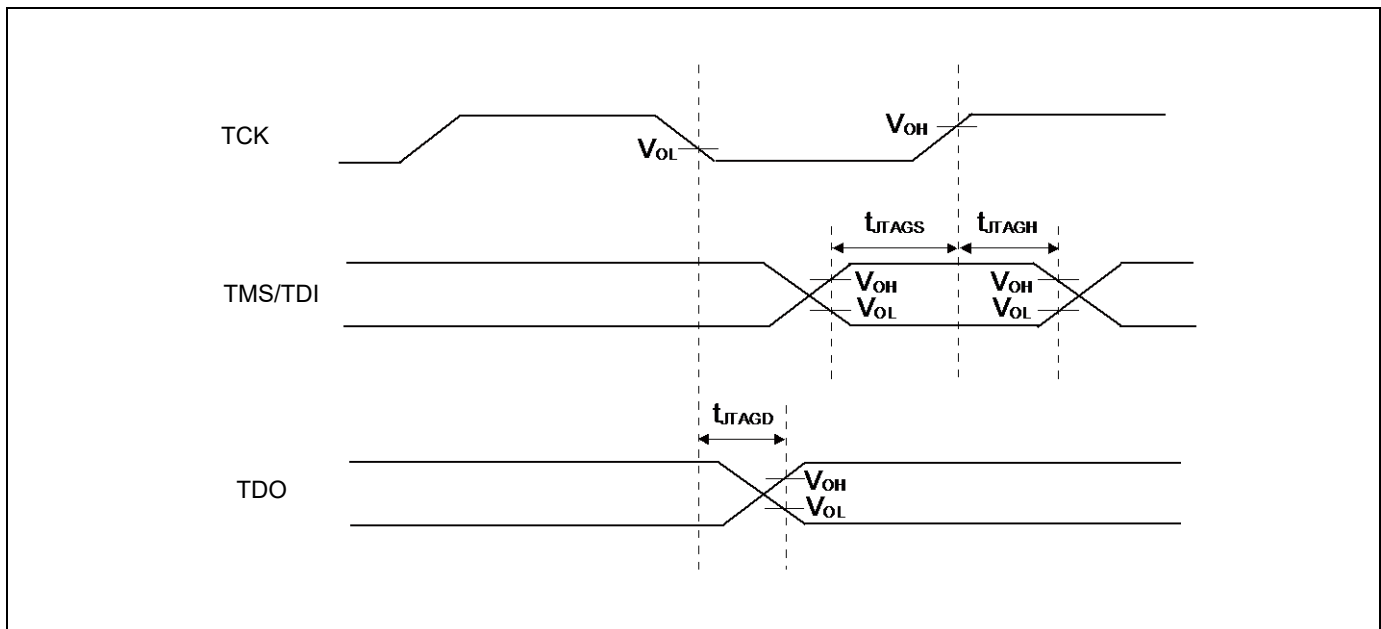 TCK
VOL
VOH
tJTAGS tJTAGH
TMS/TDI
VOH VOH
VOL VOL
tJTAGD
TDO
VOH
VOL